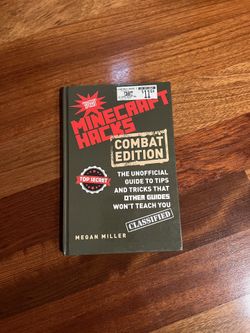 MINECRAFT
HACKS
COMBAT
EDITION
TOP SECRET
THE UNOFFICIAL
GUIDE TO TIPS
AND TRICKS THAT
OTHER GUIDES
WON'T TEACH YOU
CLASSIFIED
MEGAN MILLER